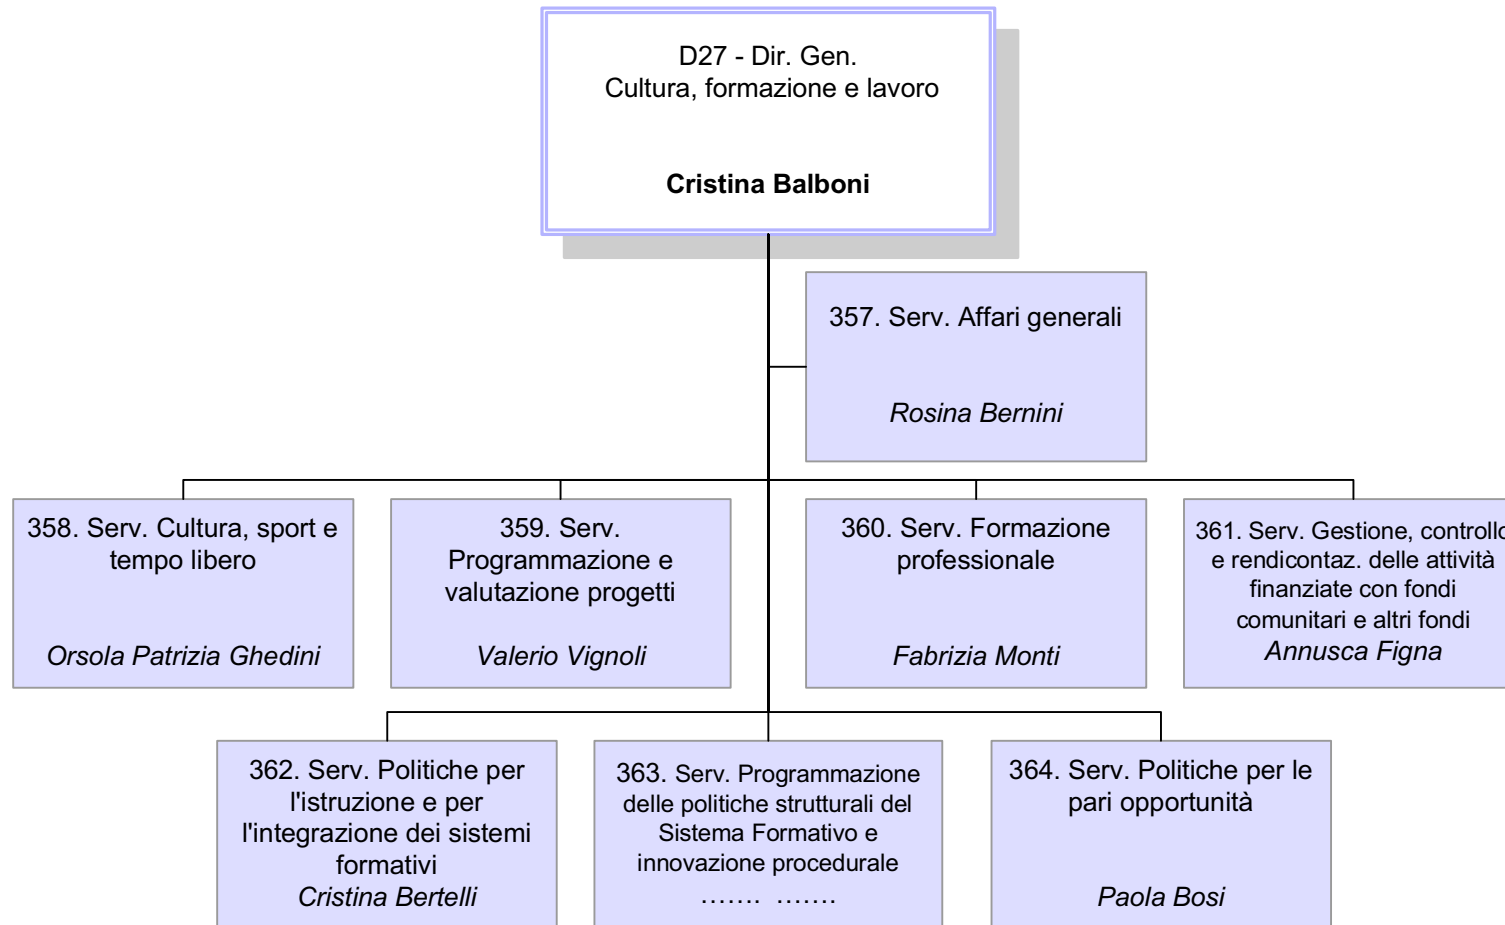 D27 - Dir. Gen.
Cultura, formazione e lavoro
Cristina Balboni
357. Serv. Affari generali
Rosina Bernini
358. Serv. Cultura, sport e
tempo libero
Orsola Patrizia Ghedini
359. Serv.
Programmazione e
valutazione progetti
Valerio Vignoli
360. Serv. Formazione
professionale
Fabrizia Monti
361. Serv. Gestione, controllo
e rendicontaz. delle attività
finanziate con fondi
comunitari e altri fondi
Annusca Figna
362. Serv. Politiche per
l'istruzione e per
l'integrazione dei sistemi
formativi
Cristina Bertelli
363. Serv. Programmazione
delle politiche strutturali del
Sistema Formativo e
innovazione procedurale
....... .......
364. Serv. Politiche per le
pari opportunità
Paola Bosi